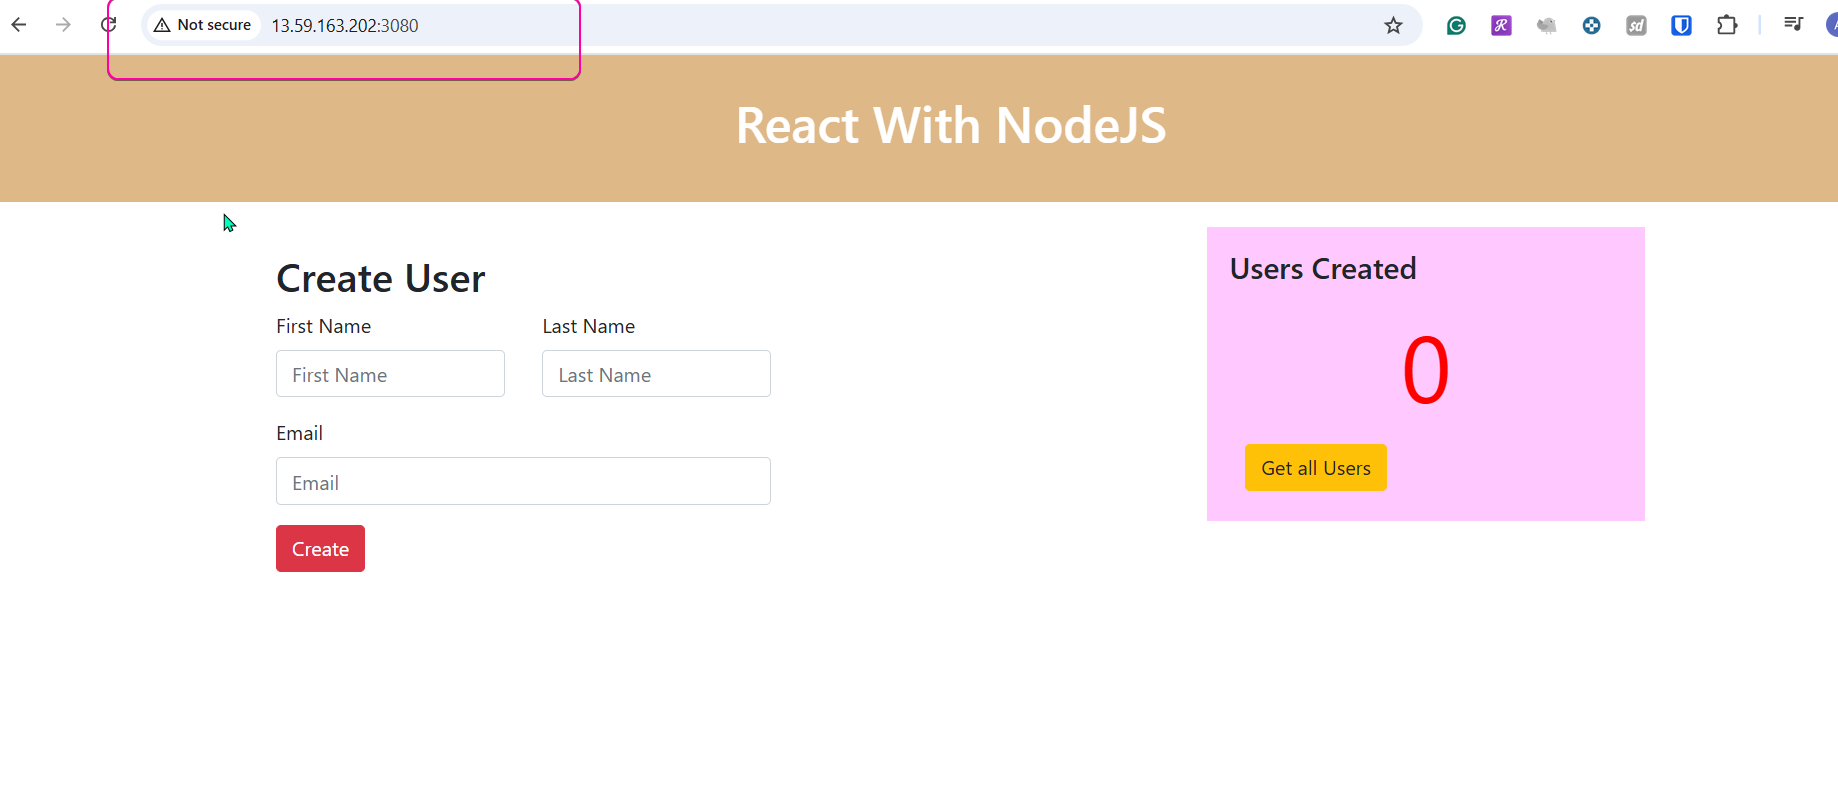 Not secure 13.59.163.202:3080
React With NodeJS
Create User
First Name Last Name
First Name Last Name
Email
Email
Create
Users Created
0
Get all Users